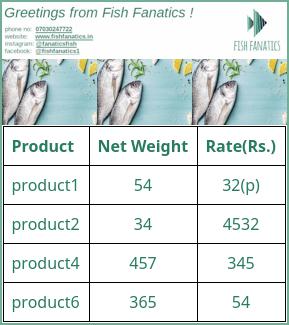 Greetings from Fish Fanatics !
phone no: 07030247722
website: www.fishfanatics.in
instagram: @fanaticsfish
facebook: @fishfanatics1
FISH FANATICS
Product Net Weight Rate(Rs.)
product1 54 32(p)
product2 34 4532
product4 457 345
product6 365 54